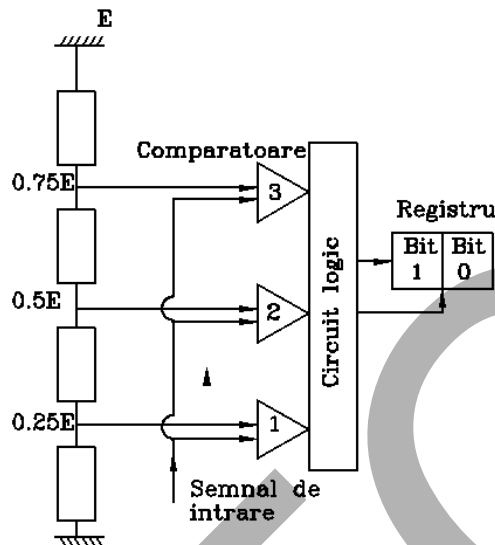 E
Comparatoare
0.75E
3
Registru
Bit Bit
1 0
0.5E
2
Circuit logic
0.25E
1
Semnal de
intrare